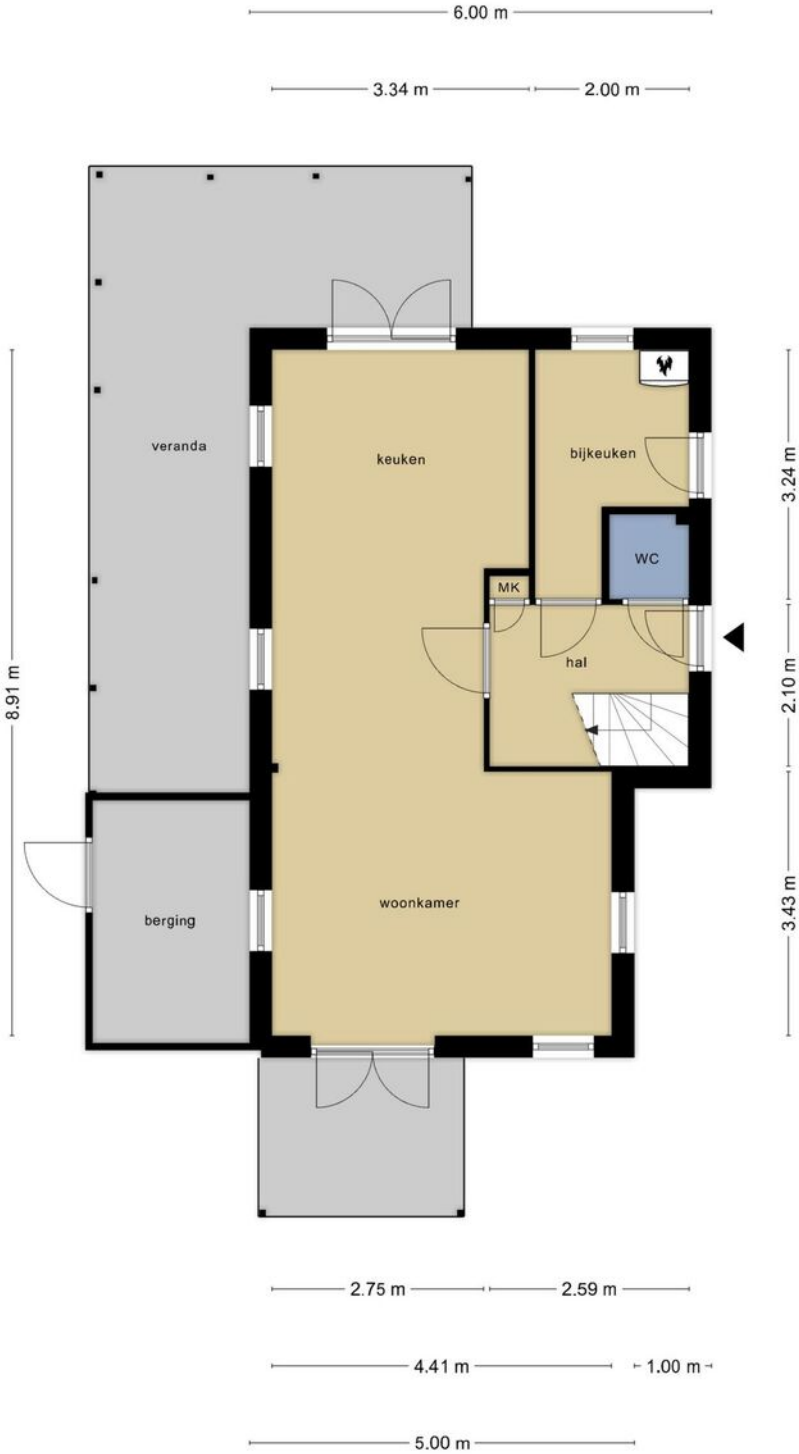 6.00 m
3.34 m
2.00 m
veranda
keuken
bijkeuken
3.24 m
WC
MK
hal
2.10 m
8.91 m
woonkamer
berging
3.43 m
2.75 m
2.59 m
4.41 m
1.00 m
5.00 m